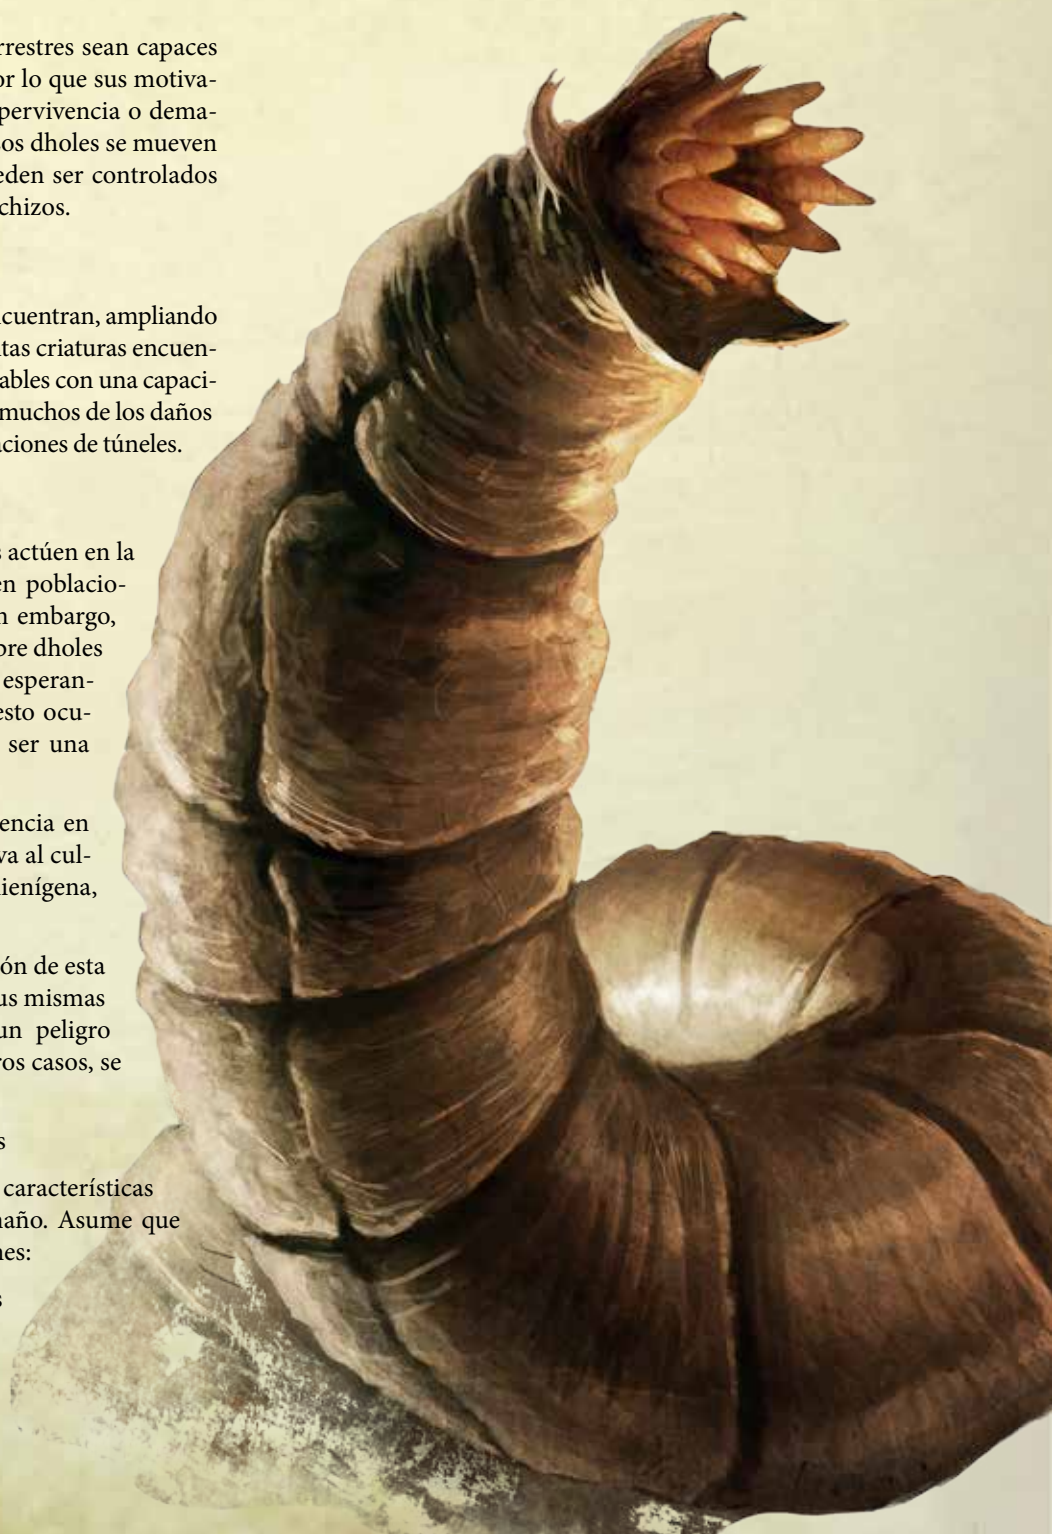 rrestres sean capaces
or lo que sus motiva-
pervivencia o dema-
sos dholes se mueven
eden ser controlados
chizos.
cuentran, ampliando
itas criaturas encuen-
ables con una capaci-
muchos de los daños
aciones de túneles.
s actúen en la
en poblacio-
n embargo,
bre dholes
esperan-
esto ocu-
ser una
encia en
va al cul-
ienígena,
ón de esta
us mismas
un peligro
ros casos, se
s
características
maño. Asume que
nes:
s